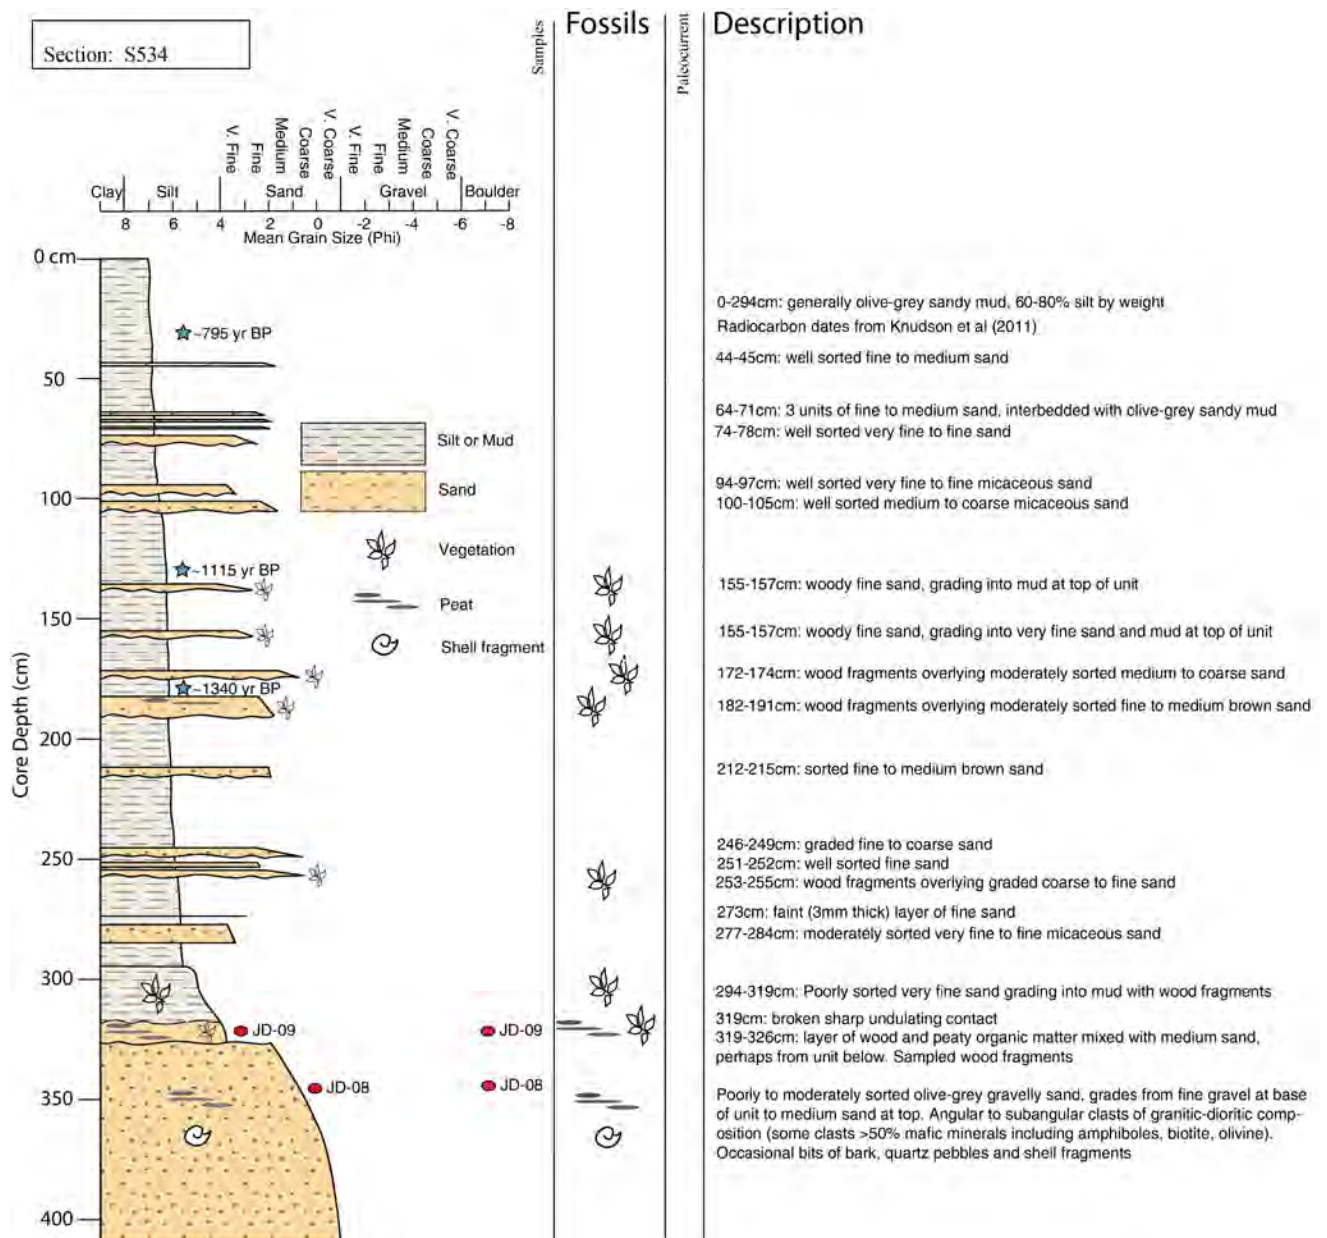 Section: S534
Samples
Fossils
Paleocurrent
Description
V. Fine
Fine
Medium
Coarse
V. Coarse
V. Fine
Fine
Medium
Coarse
V. Coarse
Clay Silt Sand Gravel Boulder
8 6 4 2 0 -2 -4 -6 -8
Mean Grain Size (Phi)
Core Depth (cm)
0 cm
50
100
150
200
250
300
350
400
~795 yr BP
~1115 yr BP
~1340 yr BP
Silt or Mud
Sand
Vegetation
Peat
Shell fragment
JD-09
JD-08
JD-09
JD-08
0-294cm: generally olive-grey sandy mud, 60-80% silt by weight
Radiocarbon dates from Knudson et al (2011)
44-45cm: well sorted fine to medium sand
64-71cm: 3 units of fine to medium sand, interbedded with olive-grey sandy mud
74-78cm: well sorted very fine to fine sand
94-97cm: well sorted very fine to fine micaceous sand
100-105cm: well sorted medium to coarse micaceous sand
155-157cm: woody fine sand, grading into mud at top of unit
155-157cm: woody fine sand, grading into very fine sand and mud at top of unit
172-174cm: wood fragments overlying moderately sorted medium to coarse sand
182-191cm: wood fragments overlying moderately sorted fine to medium brown sand
212-215cm: sorted fine to medium brown sand
246-249cm: graded fine to coarse sand
251-252cm: well sorted fine sand
253-255cm: wood fragments overlying graded coarse to fine sand
273cm: faint (3mm thick) layer of fine sand
277-284cm: moderately sorted very fine to fine micaceous sand
294-319cm: Poorly sorted very fine sand grading into mud with wood fragments
319cm: broken sharp undulating contact
319-326cm: layer of wood and peaty organic matter mixed with medium sand,
perhaps from unit below. Sampled wood fragments
Poorly to moderately sorted olive-grey gravelly sand, grades from fine gravel at base
of unit to medium sand at top. Angular to subangular clasts of granitic-dioritic comp-
osition (some clasts >50% mafic minerals including amphiboles, biotite, olivine).
Occasional bits of bark, quartz pebbles and shell fragments